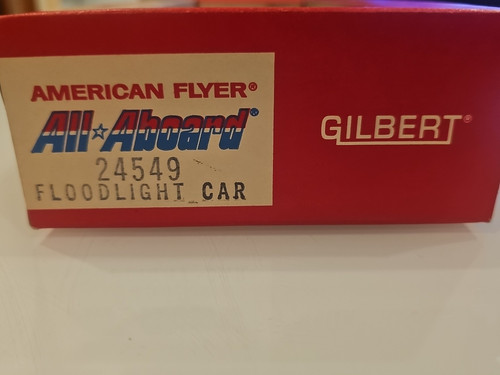 AMERICAN FLYER®
All☆Aboard®
24549
FLOODLIGHT CAR
GILBERT®